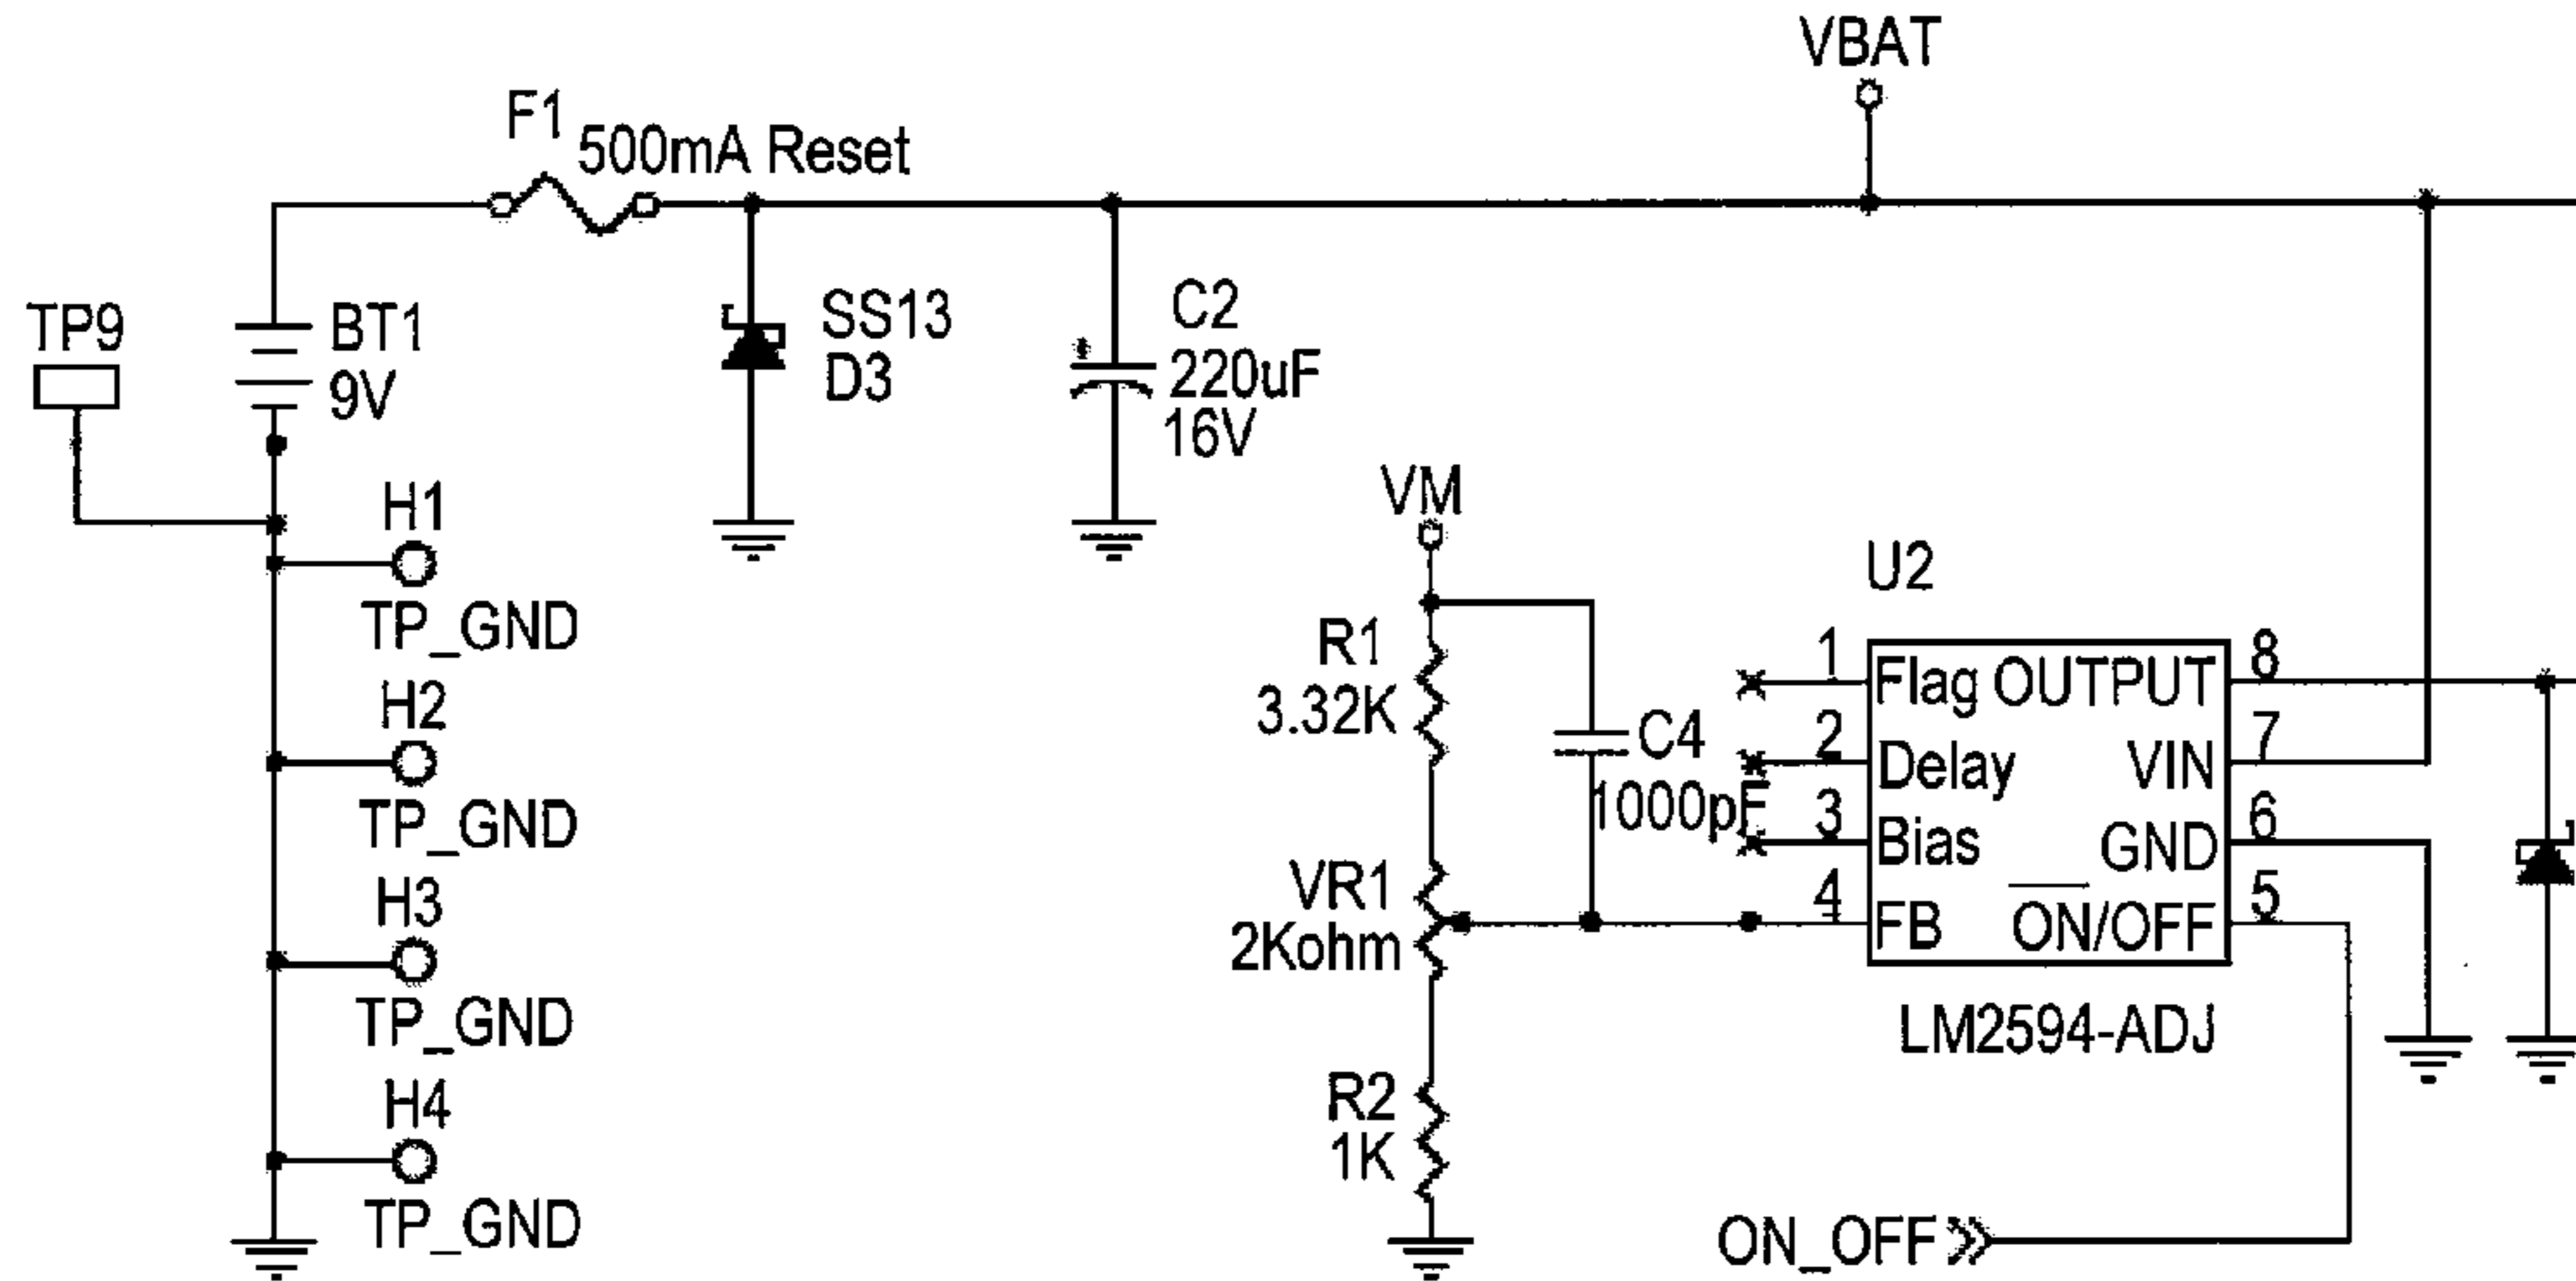 VBAT
F1
500mA Reset
TP9
BT1
9V
SS13
D3
C2
220uF
16V
H1
TP_GND
H2
TP_GND
H3
TP_GND
H4
TP_GND
VM
R1
3.32K
C4
1000pF
VR1
2Kohm
R2
1K
U2
1 Flag OUTPUT 8
2 Delay VIN 7
3 Bias GND 6
4 FB ON/OFF 5
LM2594-ADJ
ON_OFF